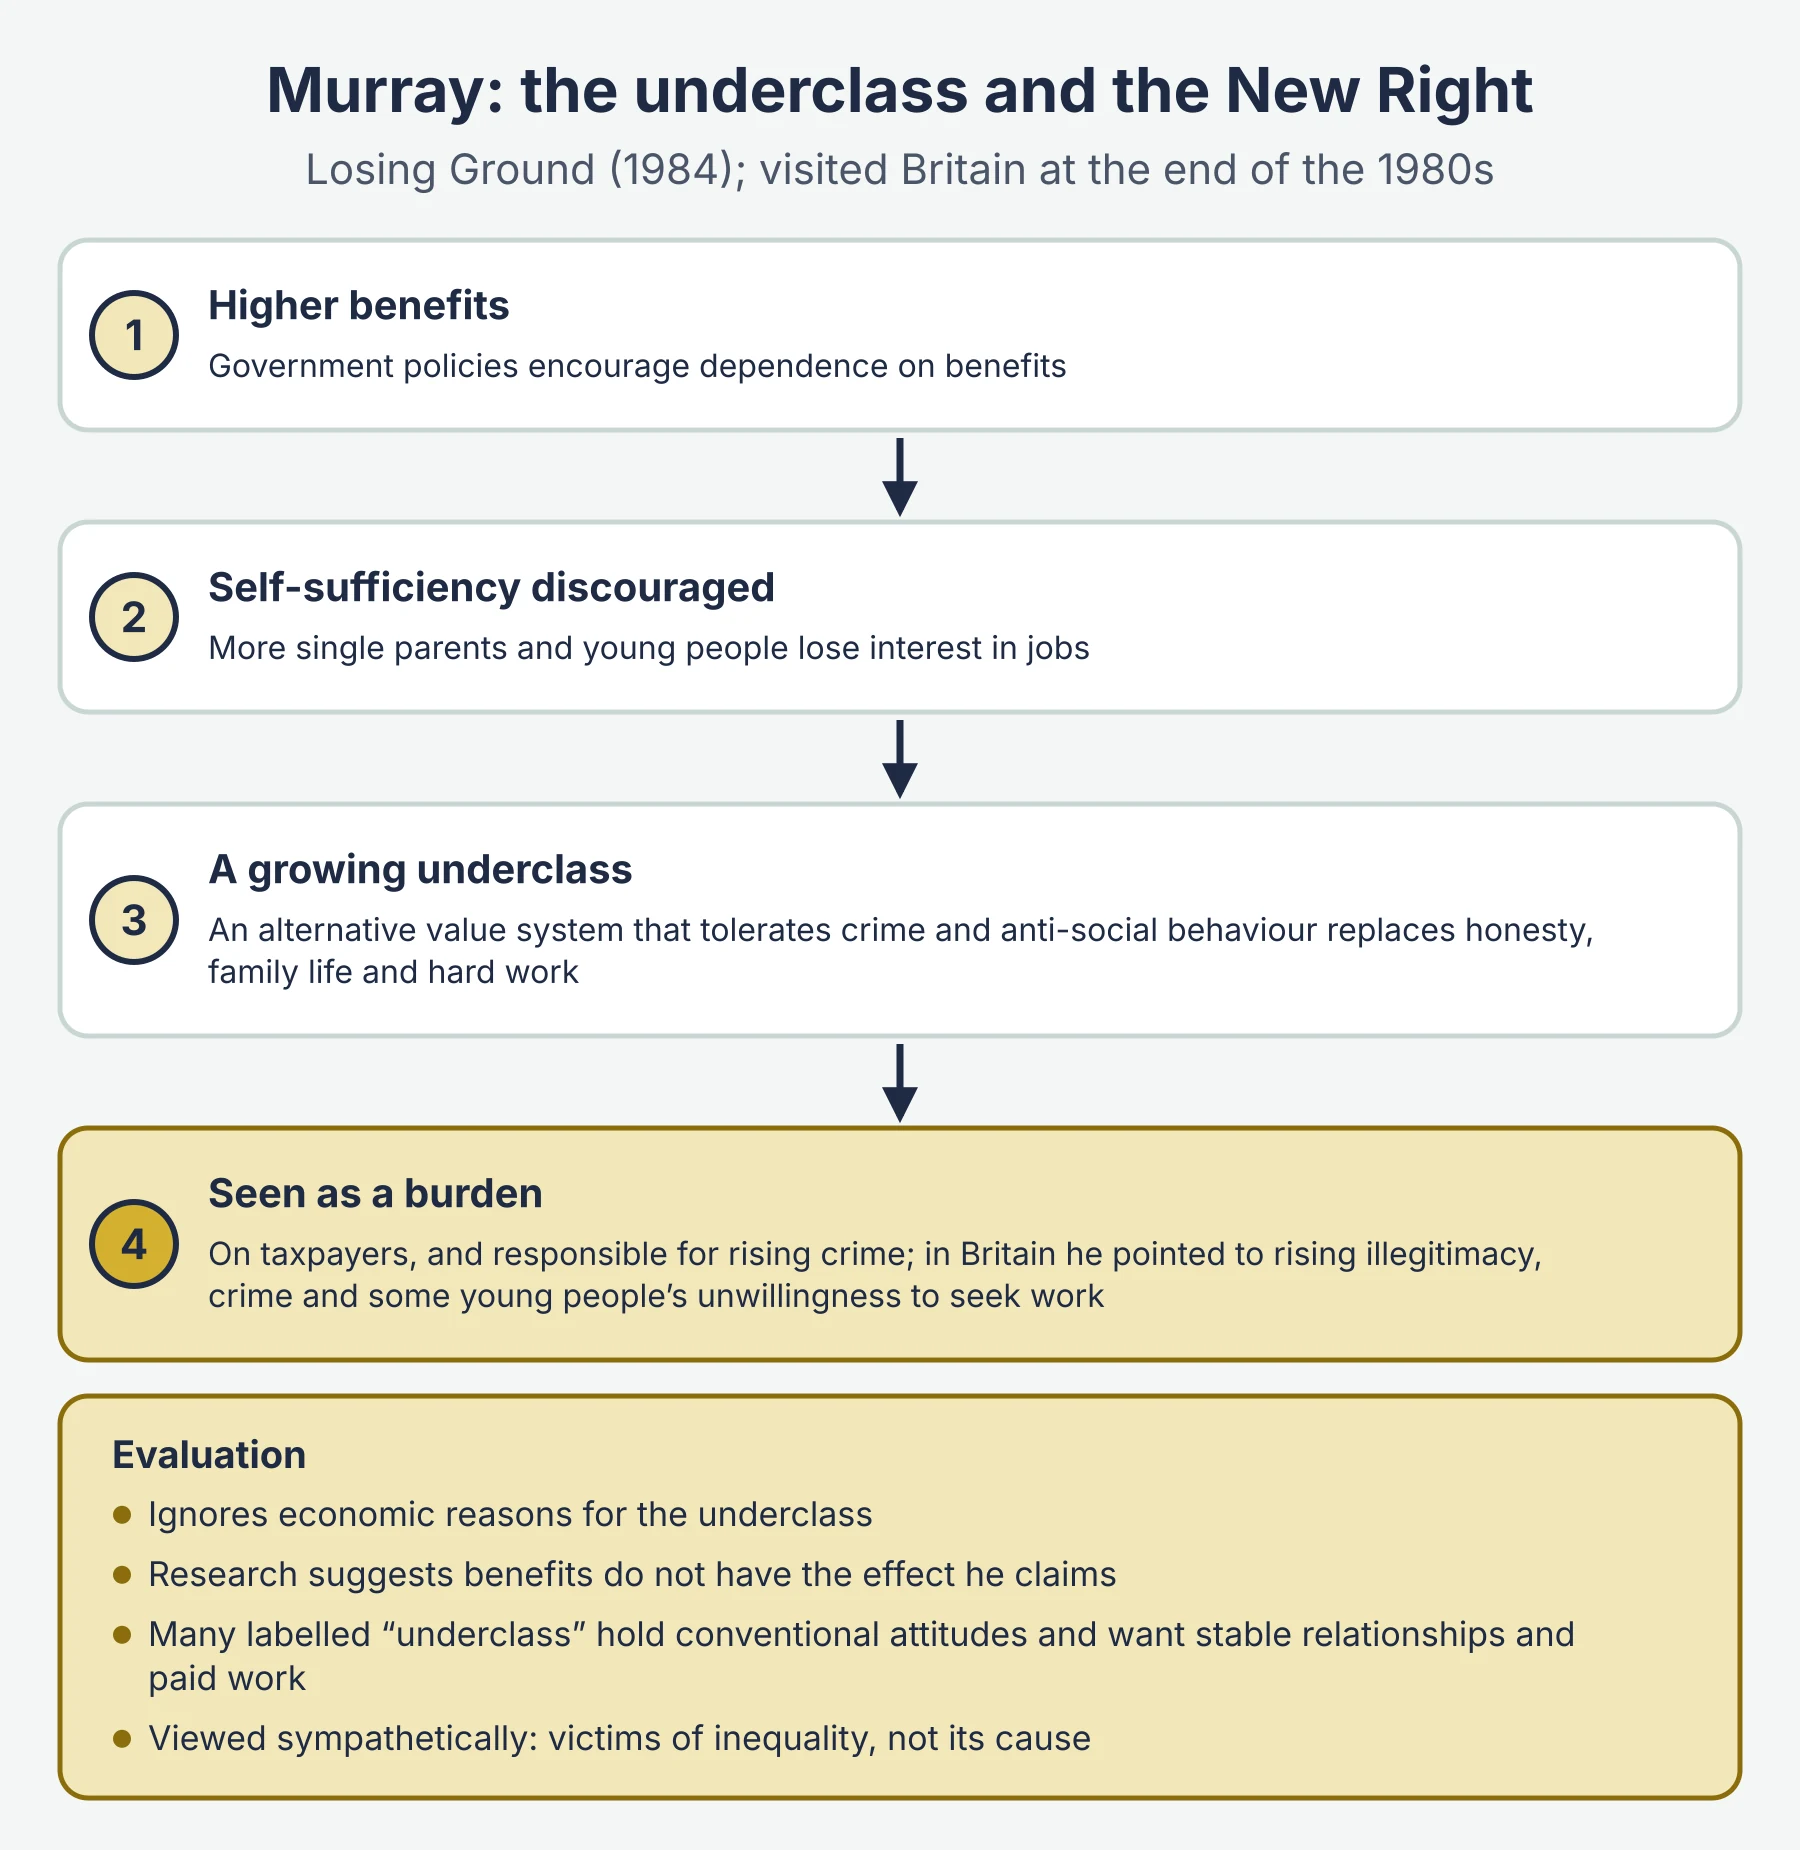 Murray: the underclass and the New Right
Losing Ground (1984); visited Britain at the end of the 1980s
1
Higher benefits
Government policies encourage dependence on benefits
2
Self-sufficiency discouraged
More single parents and young people lose interest in jobs
3
A growing underclass
An alternative value system that tolerates crime and anti-social behaviour replaces honesty,
family life and hard work
4
Seen as a burden
On taxpayers, and responsible for rising crime; in Britain he pointed to rising illegitimacy,
crime and some young people’s unwillingness to seek work
Evaluation
Ignores economic reasons for the underclass
Research suggests benefits do not have the effect he claims
Many labelled “underclass” hold conventional attitudes and want stable relationships and
paid work
Viewed sympathetically: victims of inequality, not its cause